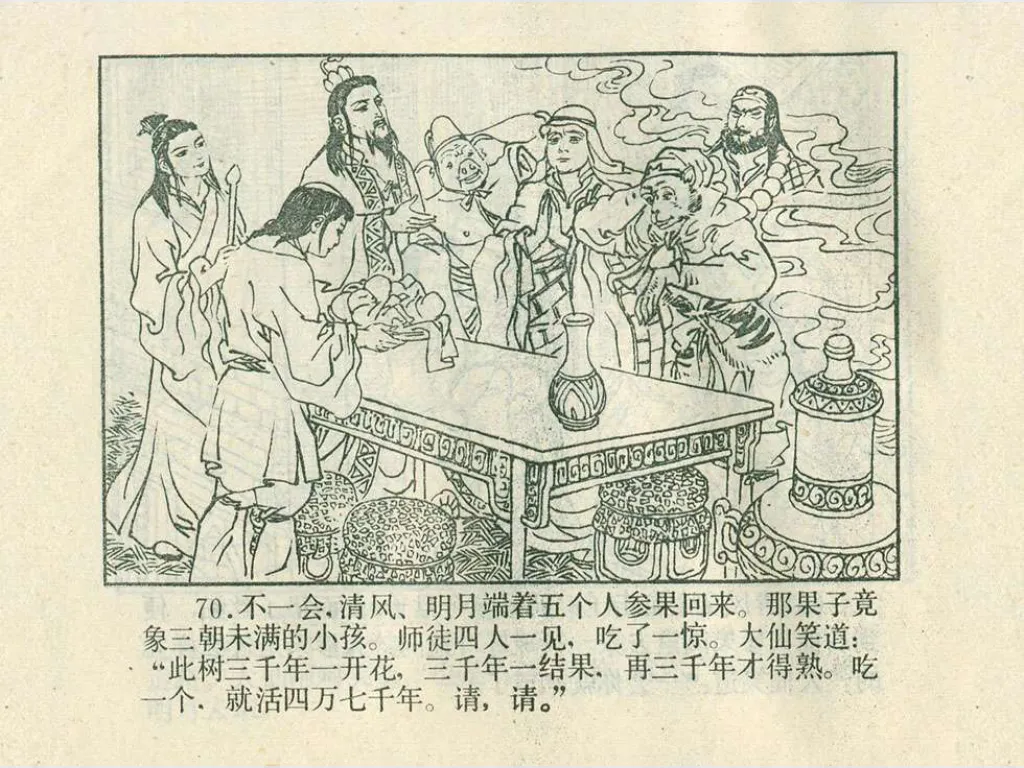 70.不一会,清风、明月端着五个人参果回来。那果子竟
象三朝未满的小孩。师徒四人一见,吃了一惊。大仙笑道:
“此树三千年一开花,三千年一结果,再三千年才得熟。吃
一个,就活四万七千年。请,请。”